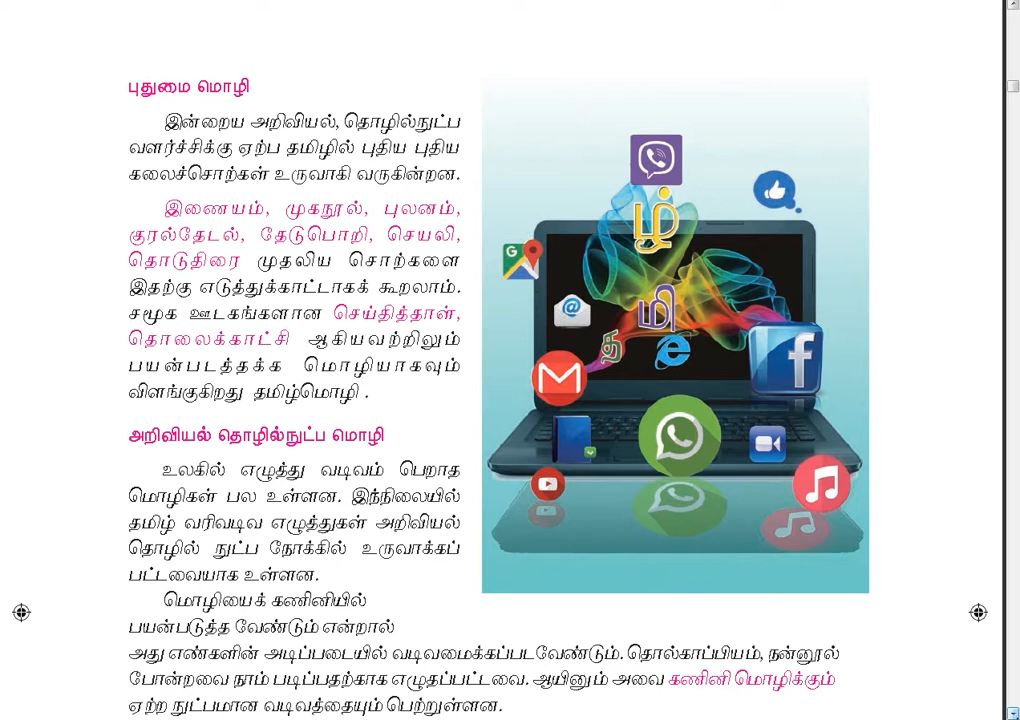 புதுமை மொழி
இன்றைய அறிவியல், தொழில்நுட்ப
வளர்ச்சிக்கு ஏற்ப தமிழில் புதிய புதிய
கலைச்சொற்கள் உருவாகி வருகின்றன.
இணையம், முகநூல், புலனம்,
குரல்தேடல், தேடுபொறி, செயலி,
தொடுதிரை முதலிய சொற்களை
இதற்கு எடுத்துக்காட்டாகக் கூறலாம்.
சமூக ஊடகங்களான செய்தித்தாள்,
தொலைக்காட்சி ஆகியவற்றிலும்
பயன்படத்தக்க மொழியாகவும்
விளங்குகிறது தமிழ்மொழி .
அறிவியல் தொழில்நுட்ப மொழி
உலகில் எழுத்து வடிவம் பெறாத
மொழிகள் பல உள்ளன. இந்நிலையில்
தமிழ் வரிவடிவ எழுத்துகள் அறிவியல்
தொழில் நுட்ப நோக்கில் உருவாக்கப்
பட்டவையாக உள்ளன.
மொழியைக் கணினியில்
பயன்படுத்த வேண்டும் என்றால்
அது எண்களின் அடிப்படையில் வடிவமைக்கப்படவேண்டும். தொல்காப்பியம், நன்னூல்
போன்றவை நாம் படிப்பதற்காக எழுதப்பட்டவை. ஆயினும் அவை கணினி மொழிக்கும்
ஏற்ற நுட்பமான வடிவத்தையும் பெற்றுள்ளன.
ழ்
மி
த
G
@
e
f